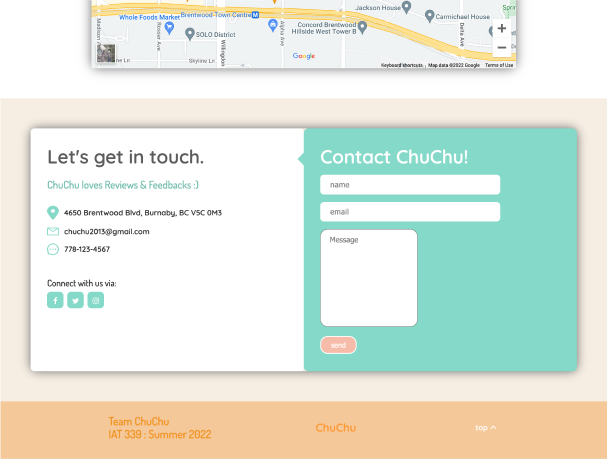 Jackson House
Carmichael House
Whole Foods Market
Brentwood Town Centre
SOLO District
Concord Brentwood
Hillside West Tower B
Madison
Rosser Ave
Willingdon
Alpha Ave
Delta Ave
Sprin
ne Ln
Skyline Ln
Google
Keyboard shortcuts
Map data ©2022 Google
Terms of Use
Let's get in touch.
ChuChu loves Reviews & Feedbacks :)
4650 Brentwood Blvd, Burnaby, BC V5C 0M3
chuchu2013@gmail.com
778-123-4567
Connect with us via:
Contact ChuChu!
name
email
Message
send
Team ChuChu
IAT 339 : Summer 2022
ChuChu
top